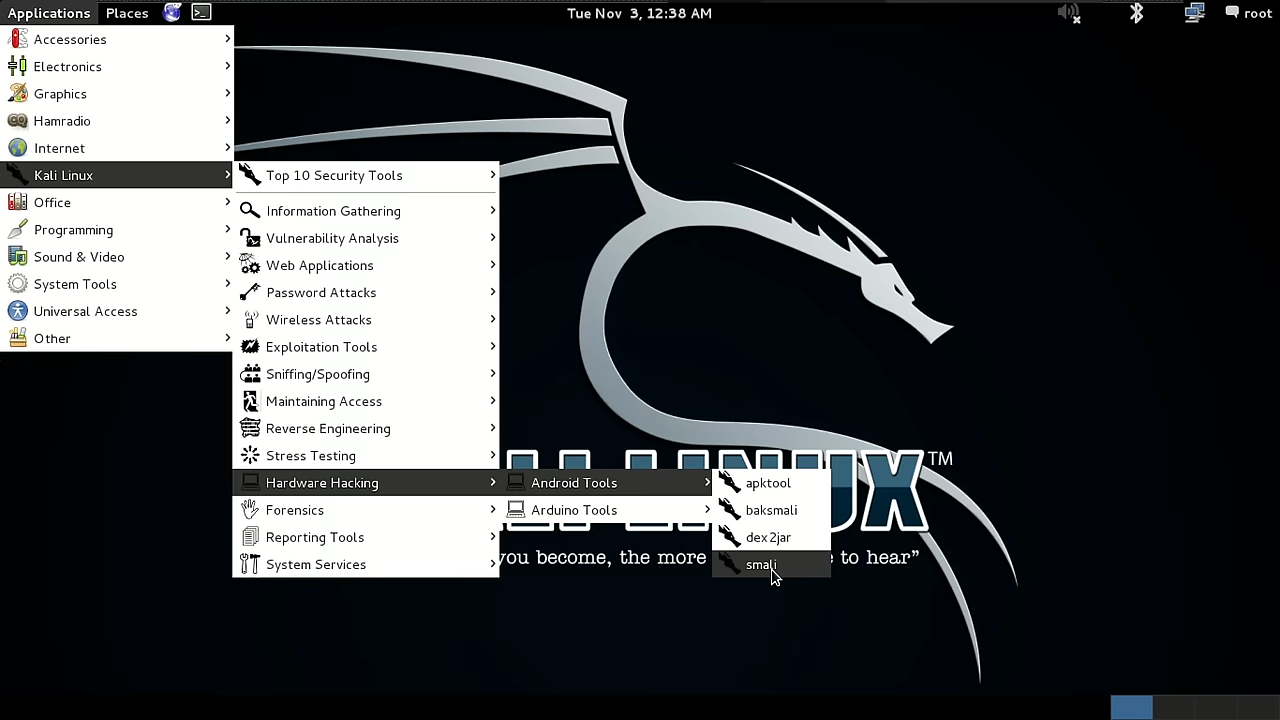 Applications Places Tue Nov 3, 12:38 AM root
Accessories
Electronics
Graphics
Hamradio
Internet
Kali Linux
Office
Programming
Sound & Video
System Tools
Universal Access
Other
Top 10 Security Tools
Information Gathering
Vulnerability Analysis
Web Applications
Password Attacks
Wireless Attacks
Exploitation Tools
Sniffing/Spoofing
Maintaining Access
Reverse Engineering
Stress Testing
Hardware Hacking
Forensics
Reporting Tools
System Services
Android Tools
Arduino Tools
apktool
baksmali
dex2jar
smali
LINUX™
you become, the more
to hear”